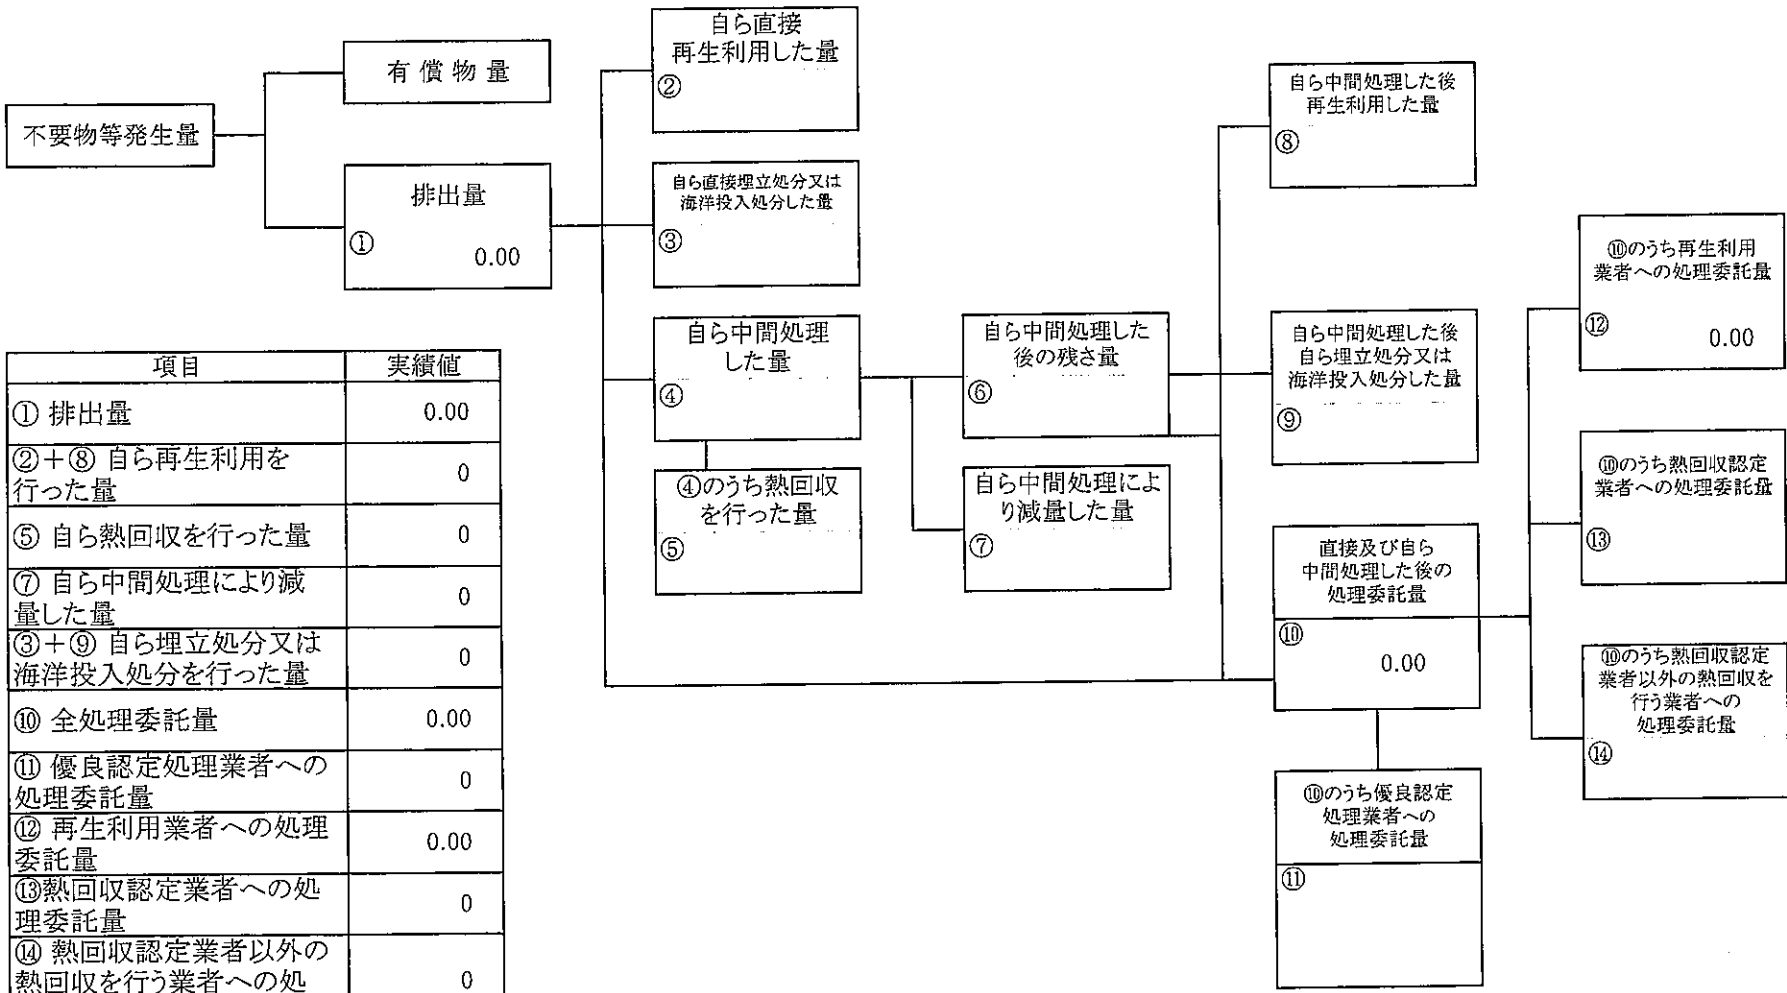 不要物等発生量
有償物量
排出量
①
0.00
自ら直接
再生利用した量
②
自ら直接埋立処分又は
海洋投入処分した量
③
自ら中間処理
した量
④
④のうち熱回収
を行った量
⑤
自ら中間処理した
後の残さ量
⑥
自ら中間処理によ
り減量した量
⑦
自ら中間処理した後
再生利用した量
⑧
自ら中間処理した後
自ら埋立処分又は
海洋投入処分した量
⑨
直接及び自ら
中間処理した後の
処理委託量
⑩
0.00
⑩のうち優良認定
処理業者への
処理委託量
⑪
⑩のうち再生利用
業者への処理委託量
⑫
0.00
⑩のうち熱回収認定
業者への処理委託量
⑬
⑩のうち熱回収認定
業者以外の熱回収を
行う業者への
処理委託量
⑭
項目 実績値
① 排出量 0.00
②+⑧ 自ら再生利用を
行った量 0
⑤ 自ら熱回収を行った量 0
⑦ 自ら中間処理により減
量した量 0
③+⑨ 自ら埋立処分又は
海洋投入処分を行った量 0
⑩ 全処理委託量 0.00
⑪ 優良認定処理業者への
処理委託量 0
⑫ 再生利用業者への処理
委託量 0.00
⑬熱回収認定業者への処
理委託量 0
⑭ 熱回収認定業者以外の
熱回収を行う業者への処 0